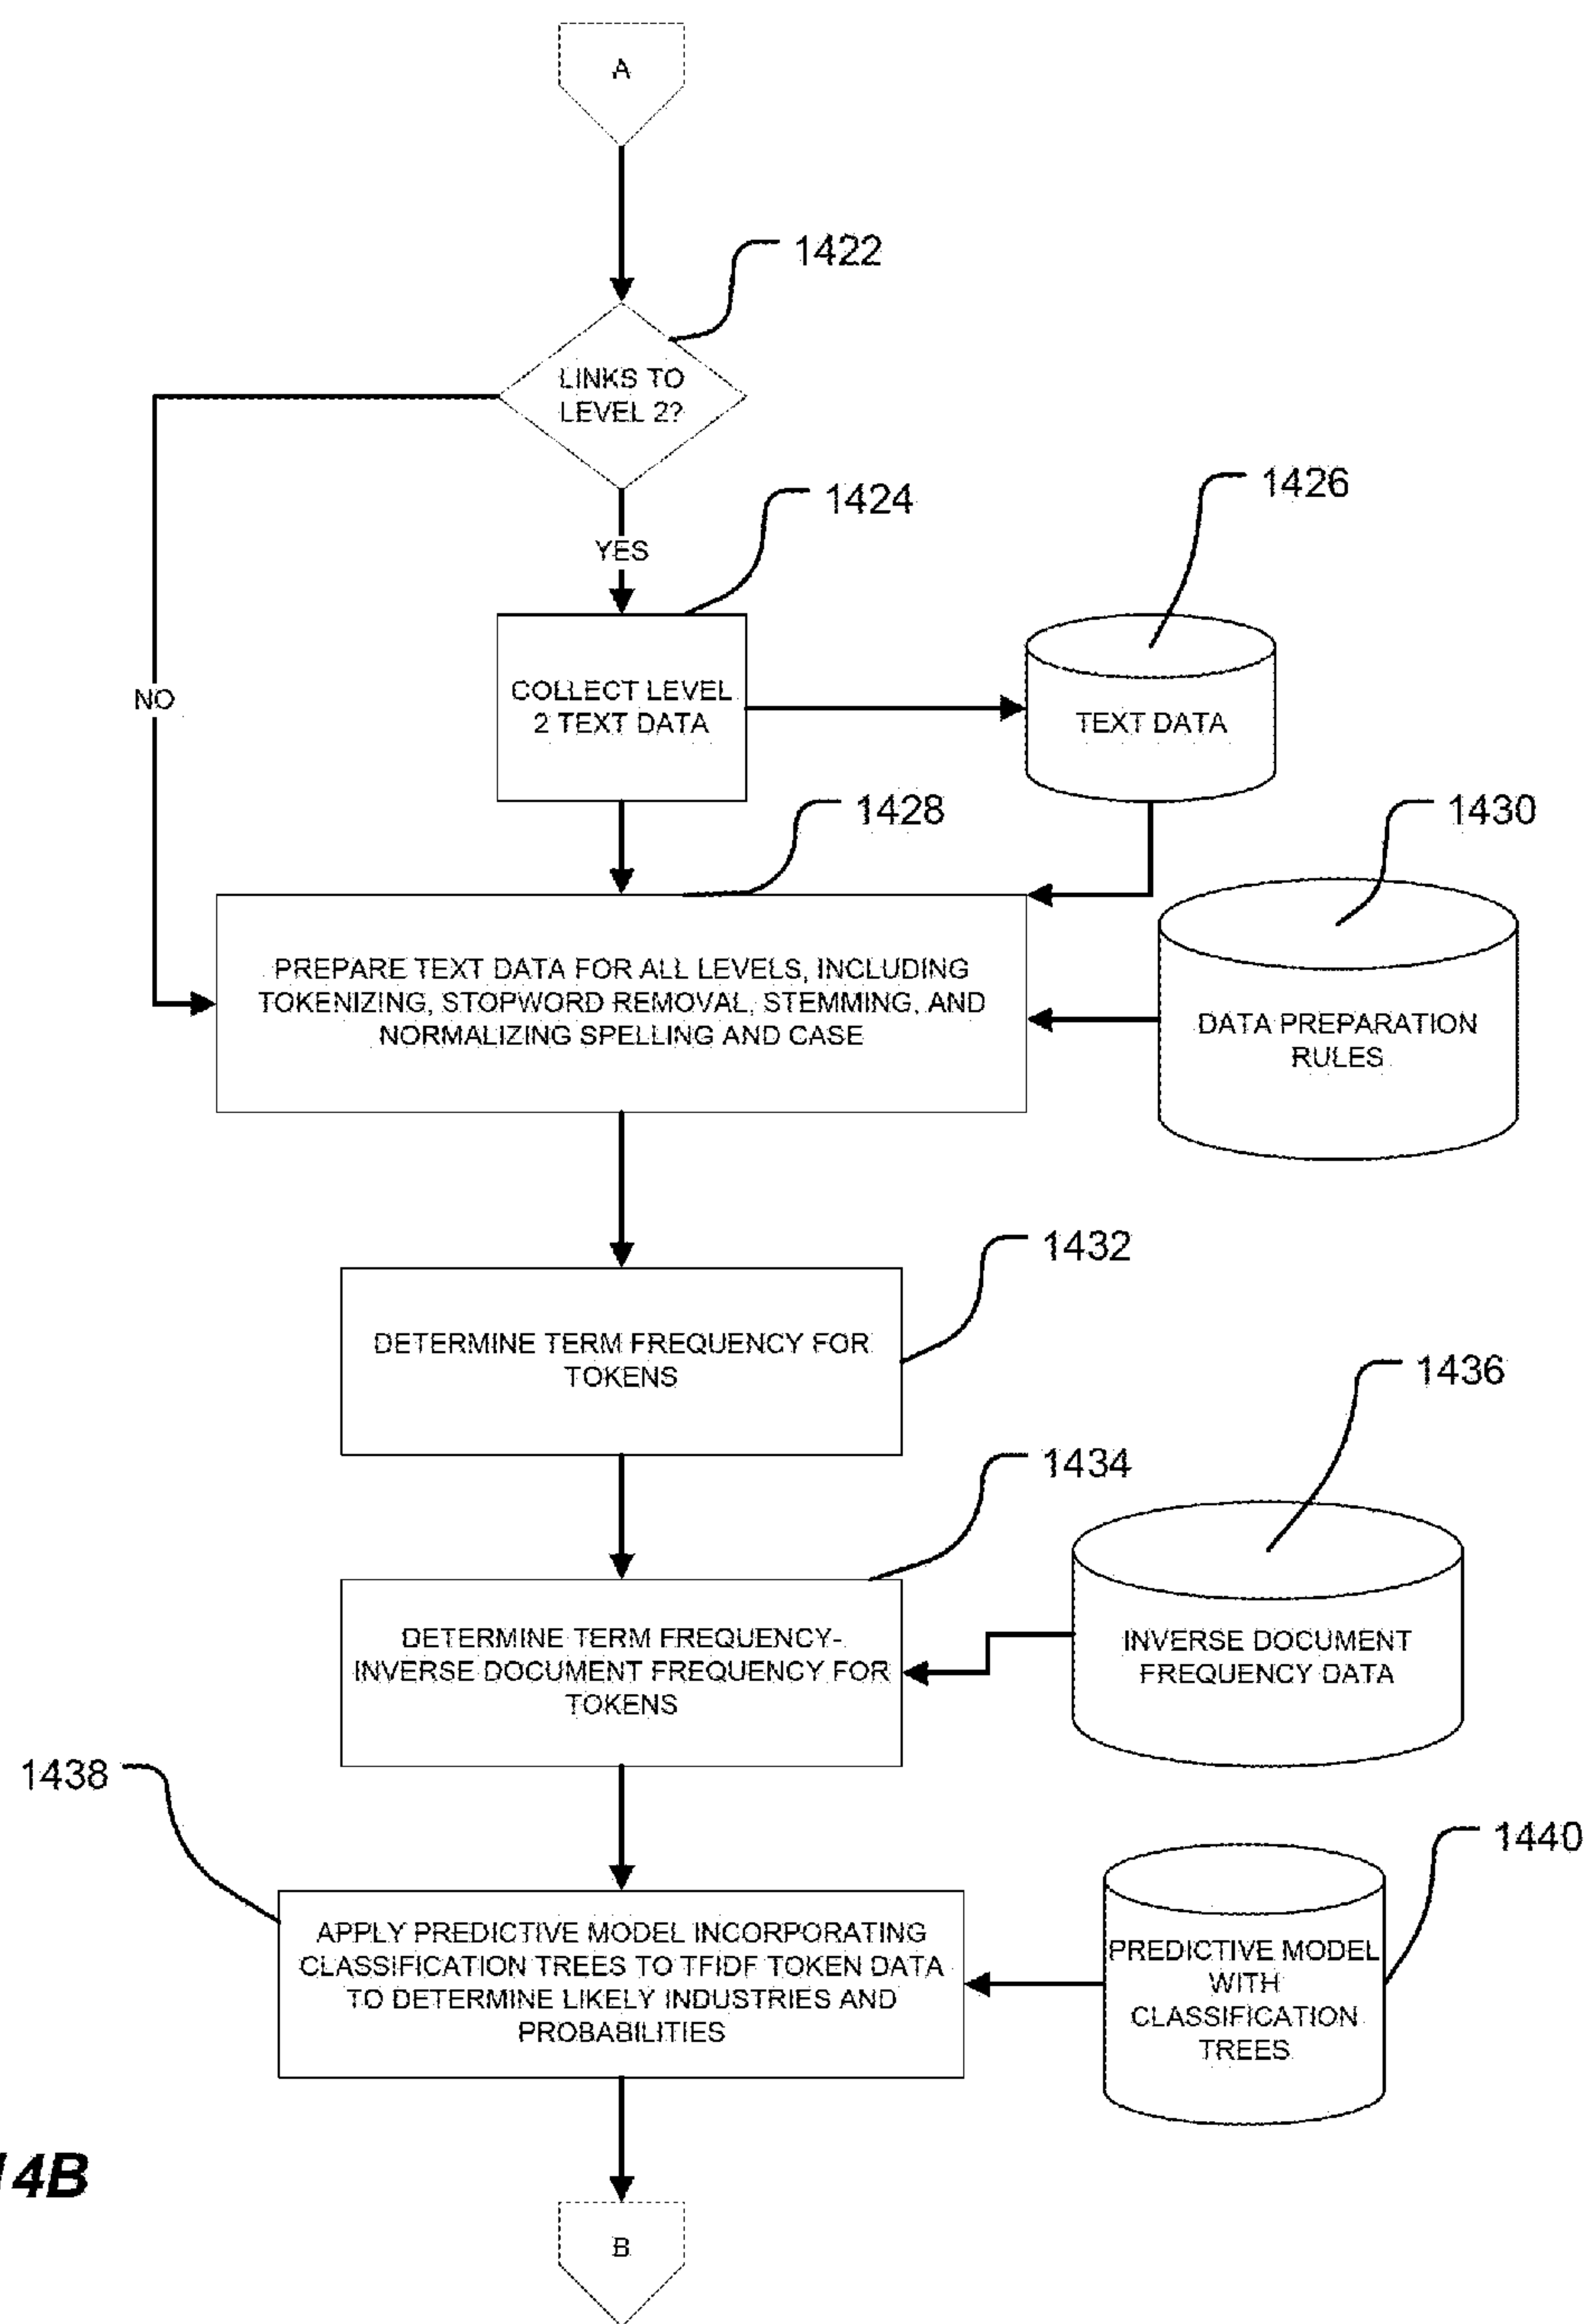 A
1422
LINKS TO
LEVEL 2?
1424
1426
YES
COLLECT LEVEL
2 TEXT DATA
TEXT DATA
NO
1428
1430
PREPARE TEXT DATA FOR ALL LEVELS, INCLUDING
TOKENIZING, STOPWORD REMOVAL, STEMMING, AND
NORMALIZING SPELLING AND CASE
DATA PREPARATION
RULES
1432
DETERMINE TERM FREQUENCY FOR
TOKENS
1436
1434
DETERMINE TERM FREQUENCY-
INVERSE DOCUMENT FREQUENCY FOR
TOKENS
INVERSE DOCUMENT
FREQUENCY DATA
1438
1440
APPLY PREDICTIVE MODEL INCORPORATING
CLASSIFICATION TREES TO TFIDF TOKEN DATA
TO DETERMINE LIKELY INDUSTRIES AND
PROBABILITIES
PREDICTIVE MODEL
WITH
CLASSIFICATION
TREES
14B
B